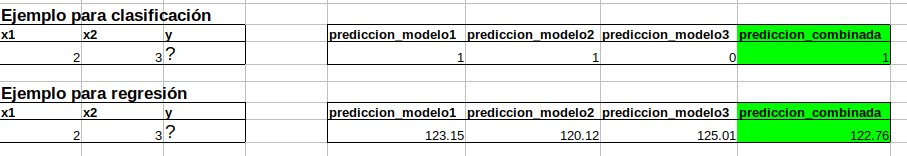 Ejemplo para clasificación
x1 x2 y prediccion_modelo1 prediccion_modelo2 prediccion_modelo3 prediccion_combinada
2 3 ? 1 1 0 1
Ejemplo para regresión
x1 x2 y prediccion_modelo1 prediccion_modelo2 prediccion_modelo3 prediccion_combinada
2 3 ? 123.15 120.12 125.01 122.76